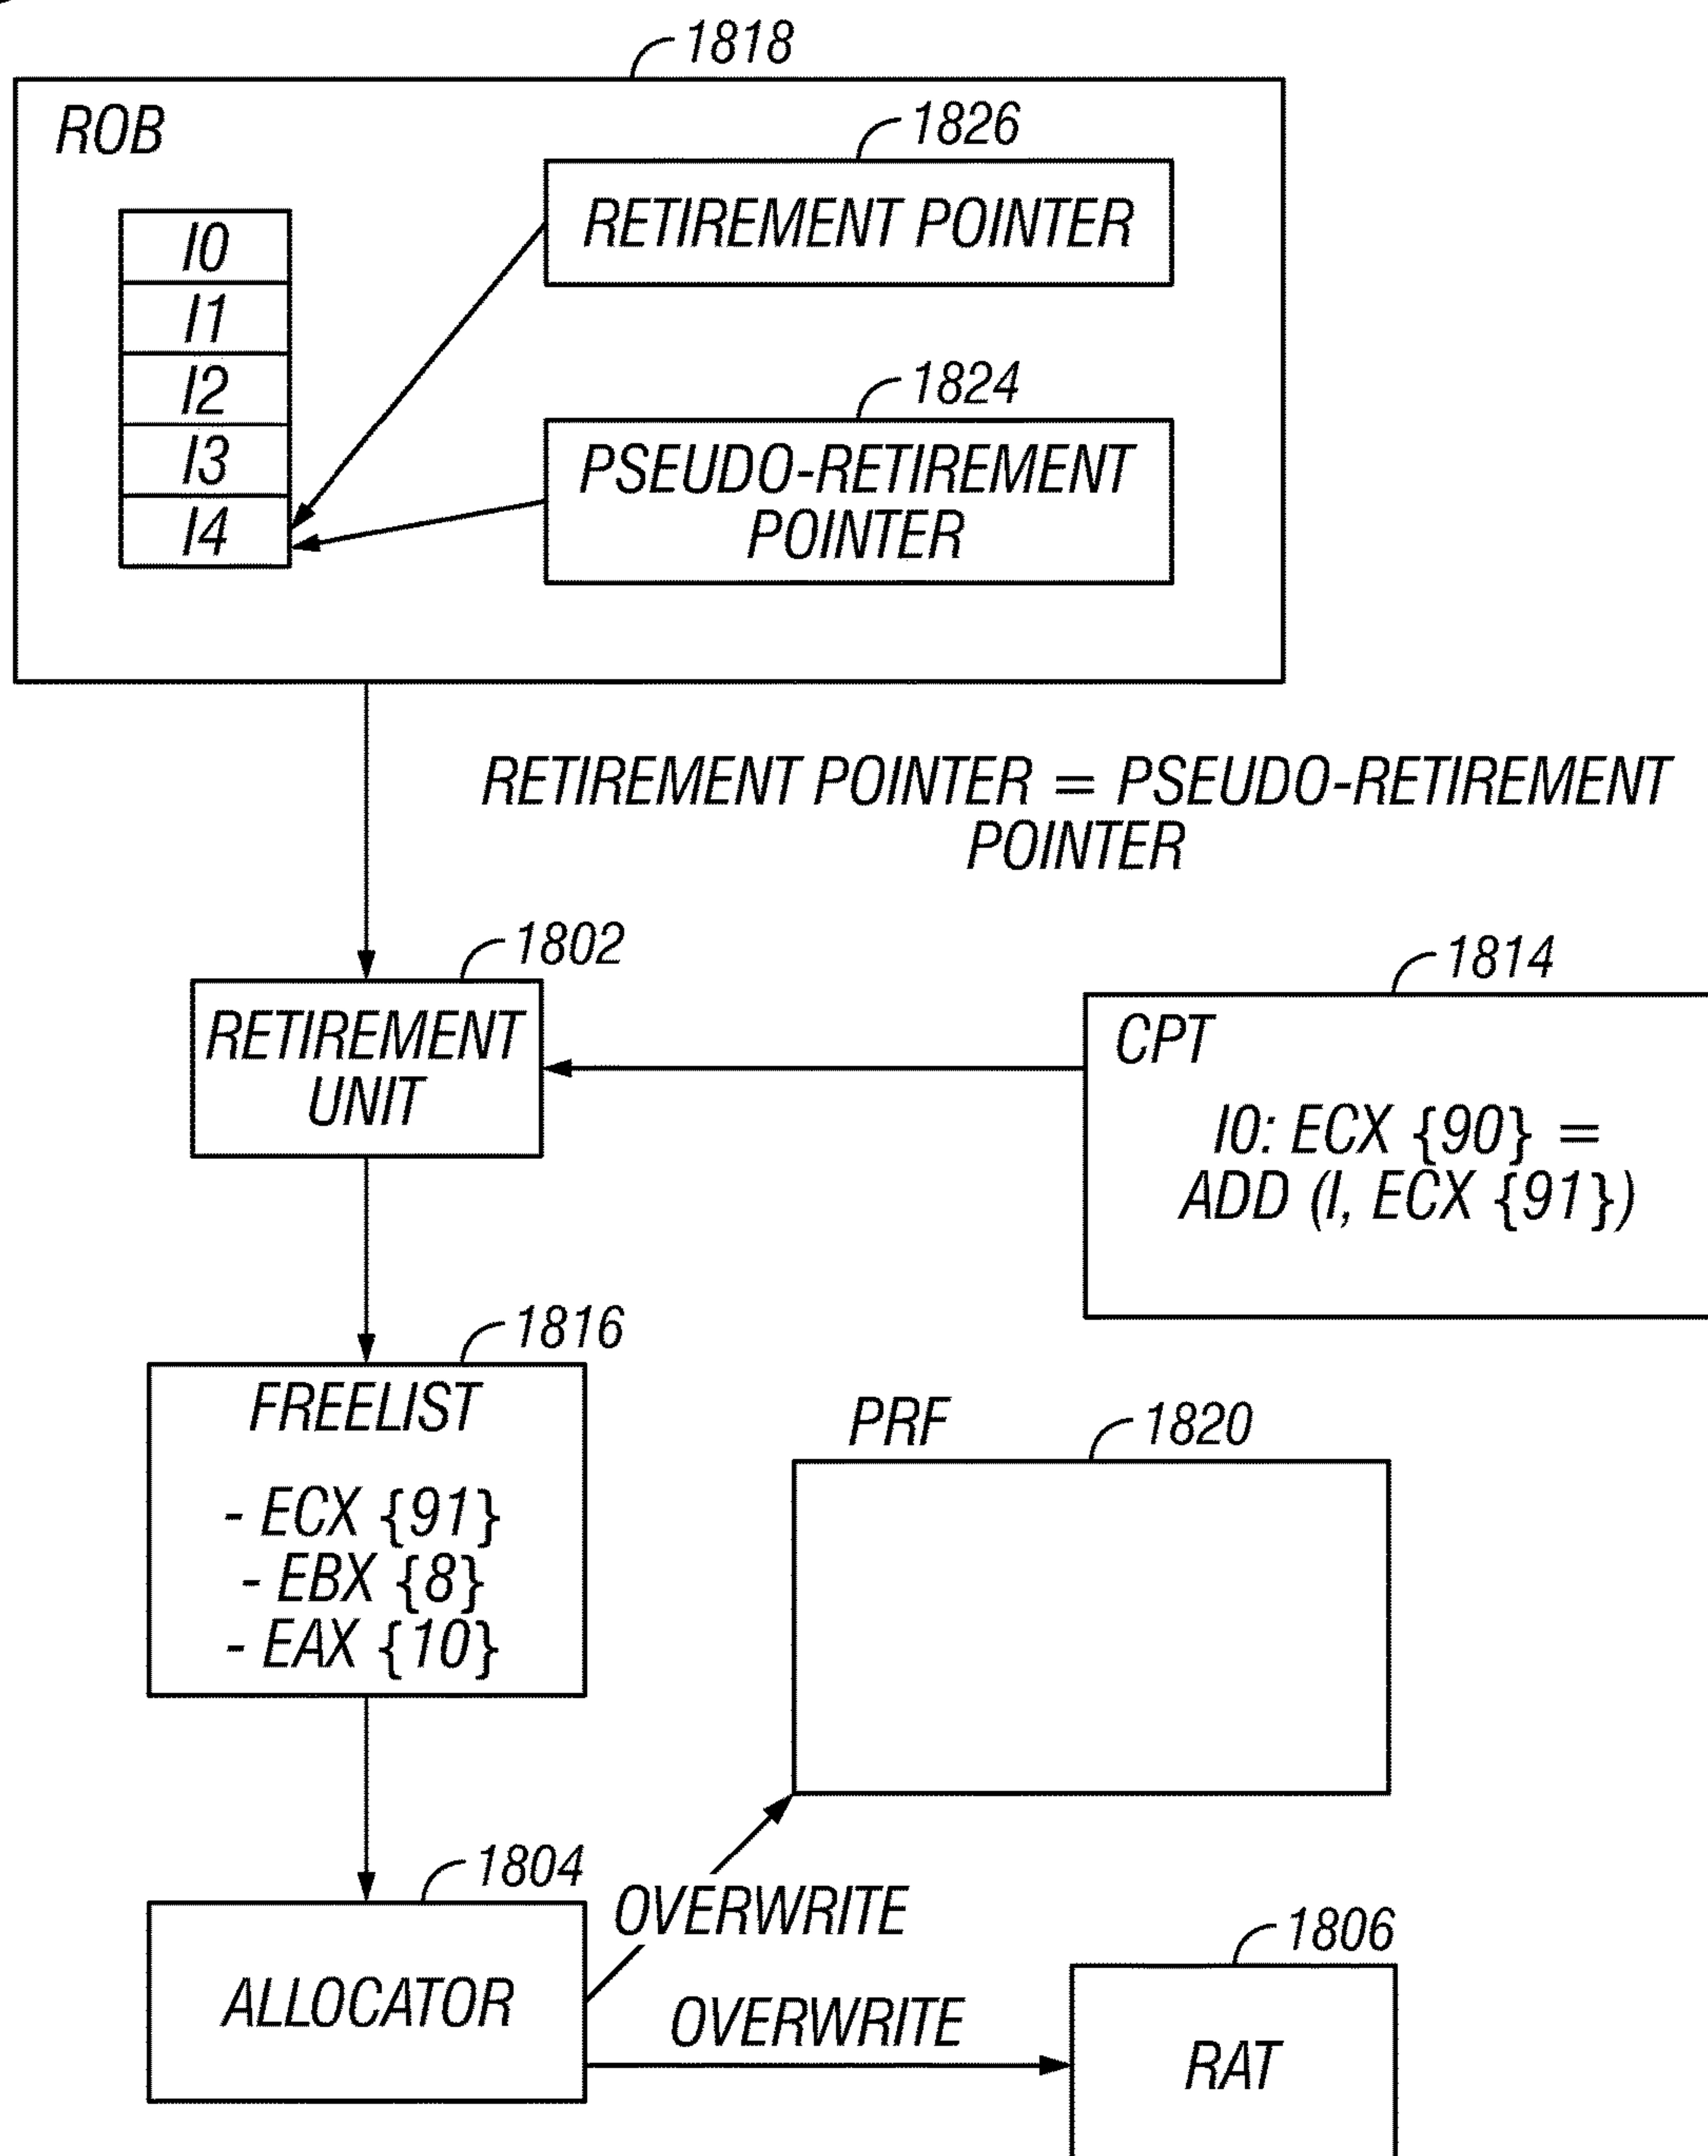 1818
ROB
1826
RETIREMENT POINTER
I0
I1
I2
I3
I4
1824
PSEUDO-RETIREMENT
POINTER
RETIREMENT POINTER = PSEUDO-RETIREMENT
POINTER
1802
RETIREMENT
UNIT
1814
CPT
I0: ECX {90} =
ADD (I, ECX {91})
1816
FREELIST
- ECX {91}
- EBX {8}
- EAX {10}
PRF
1820
1804
ALLOCATOR
OVERWRITE
OVERWRITE
1806
RAT